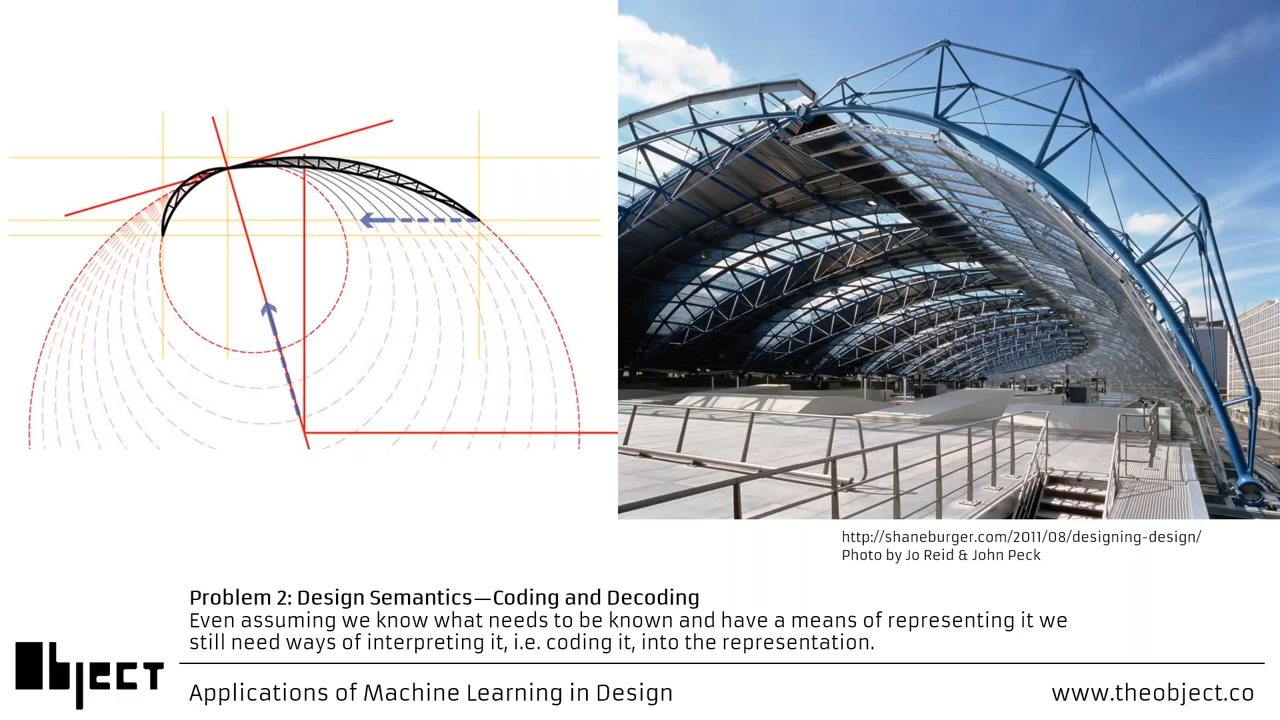 http://shaneburger.com/2011/08/designing-design/
Photo by Jo Reid & John Peck
Problem 2: Design Semantics—Coding and Decoding
Even assuming we know what needs to be known and have a means of representing it we
still need ways of interpreting it, i.e. coding it, into the representation.
Object
Applications of Machine Learning in Design
www.theobject.co